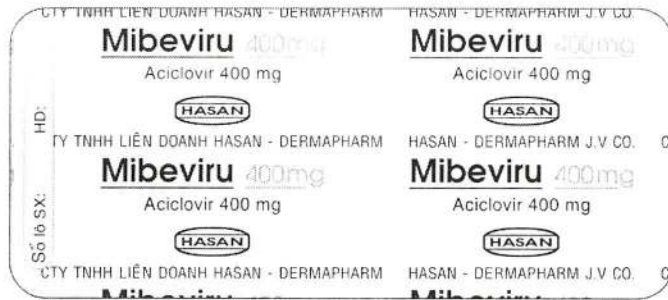 CTY TNHH LIÊN DOANH HASAN - DERMAPHARM HASAN - DERMAPHARM J.V CO.
Mibeviru 400mg Mibeviru 400mg
Aciclovir 400 mg Aciclovir 400 mg
HASAN HASAN
TY TNHH LIÊN DOANH HASAN - DERMAPHARM HASAN - DERMAPHARM J.V CO. C
Mibeviru 400mg Mibeviru 400mg
Aciclovir 400 mg Aciclovir 400 mg
HASAN HASAN
CTY TNHH LIÊN DOANH HASAN - DERMAPHARM HASAN - DERMAPHARM J.V CO. C
Mibeviru Mibeviru
Số lô SX: HD: